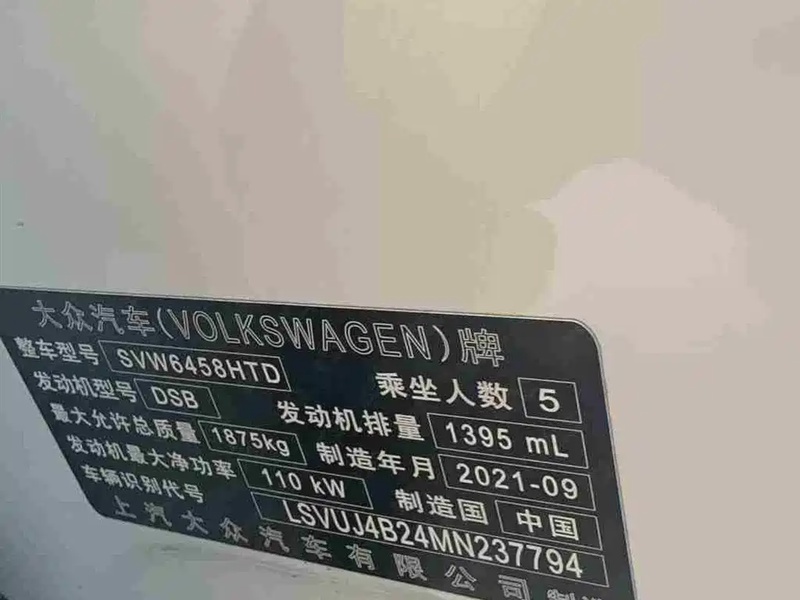 大众汽车(VOLKSWAGEN)牌
整车型号 SVW6458HTD 乘坐人数 5
发动机型号 DSB 发动机排量 1395 mL
最大允许总质量 1875kg 制造年月 2021-09
发动机最大净功率 110 kW 制造国 中国
车辆识别代号 LSVUJ4B24MN237794
上汽大众汽车有限公司制造